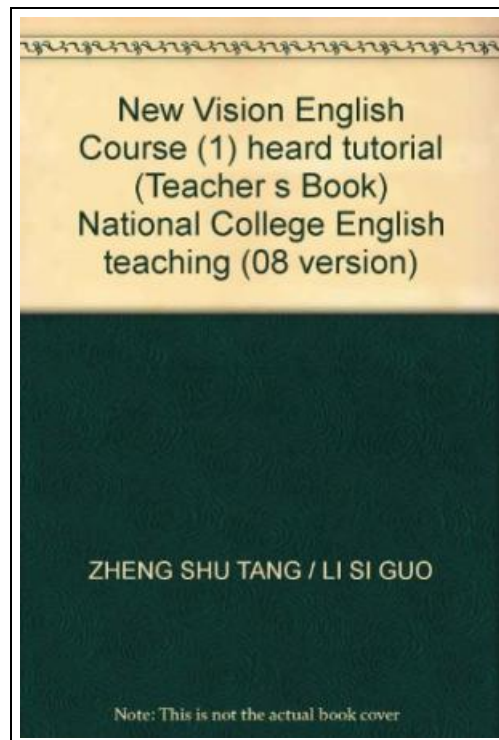 New Vision English
Course (1) heard tutorial
(Teacher s Book)
National College English
teaching (08 version)
ZHENG SHU TANG / LI SI GUO
Note: This is not the actual book cover